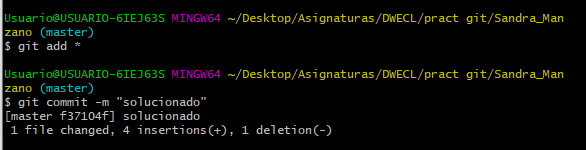 Usuario@USUARIO-6IEJ63S MINGW64 ~/Desktop/Asignaturas/DWECL/pract git/Sandra_Man
zano (master)
$ git add *
Usuario@USUARIO-6IEJ63S MINGW64 ~/Desktop/Asignaturas/DWECL/pract git/Sandra_Man
zano (master)
$ git commit -m "solucionado"
[master f37104f] solucionado
 1 file changed, 4 insertions(+), 1 deletion(-)